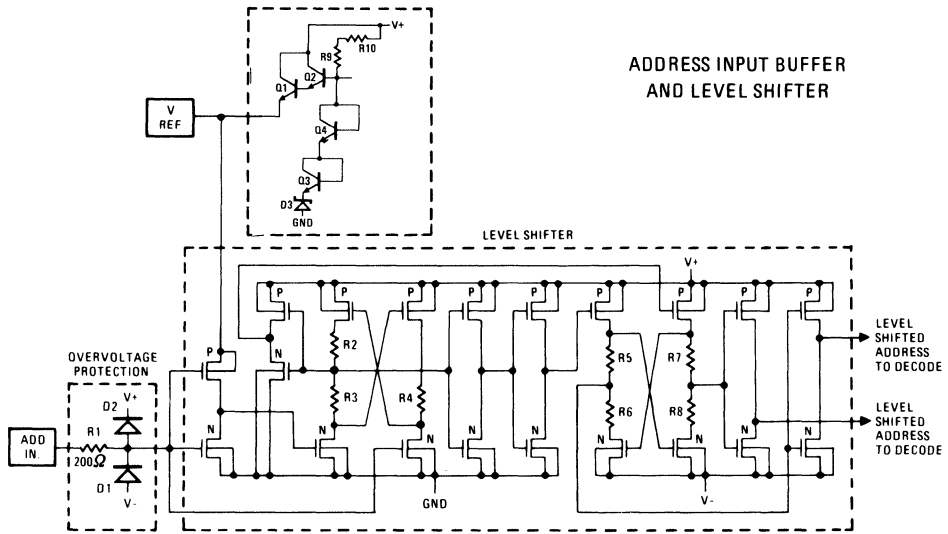 ADDRESS INPUT BUFFER
AND LEVEL SHIFTER
V+
R10
R9
Q1
Q2
Q4
Q3
D3
GND
V
REF
LEVEL SHIFTER
V+
P
P
P
P
P
P
P
P
P
P
N
R2
R3
R4
R5
R6
R7
R8
N
N
N
N
N
N
N
N
N
GND
V-
OVERVOLTAGE
PROTECTION
V+
D2
R1
200Ω
D1
V-
ADD
IN.
LEVEL
SHIFTED
ADDRESS
TO DECODE
LEVEL
SHIFTED
ADDRESS
TO DECODE